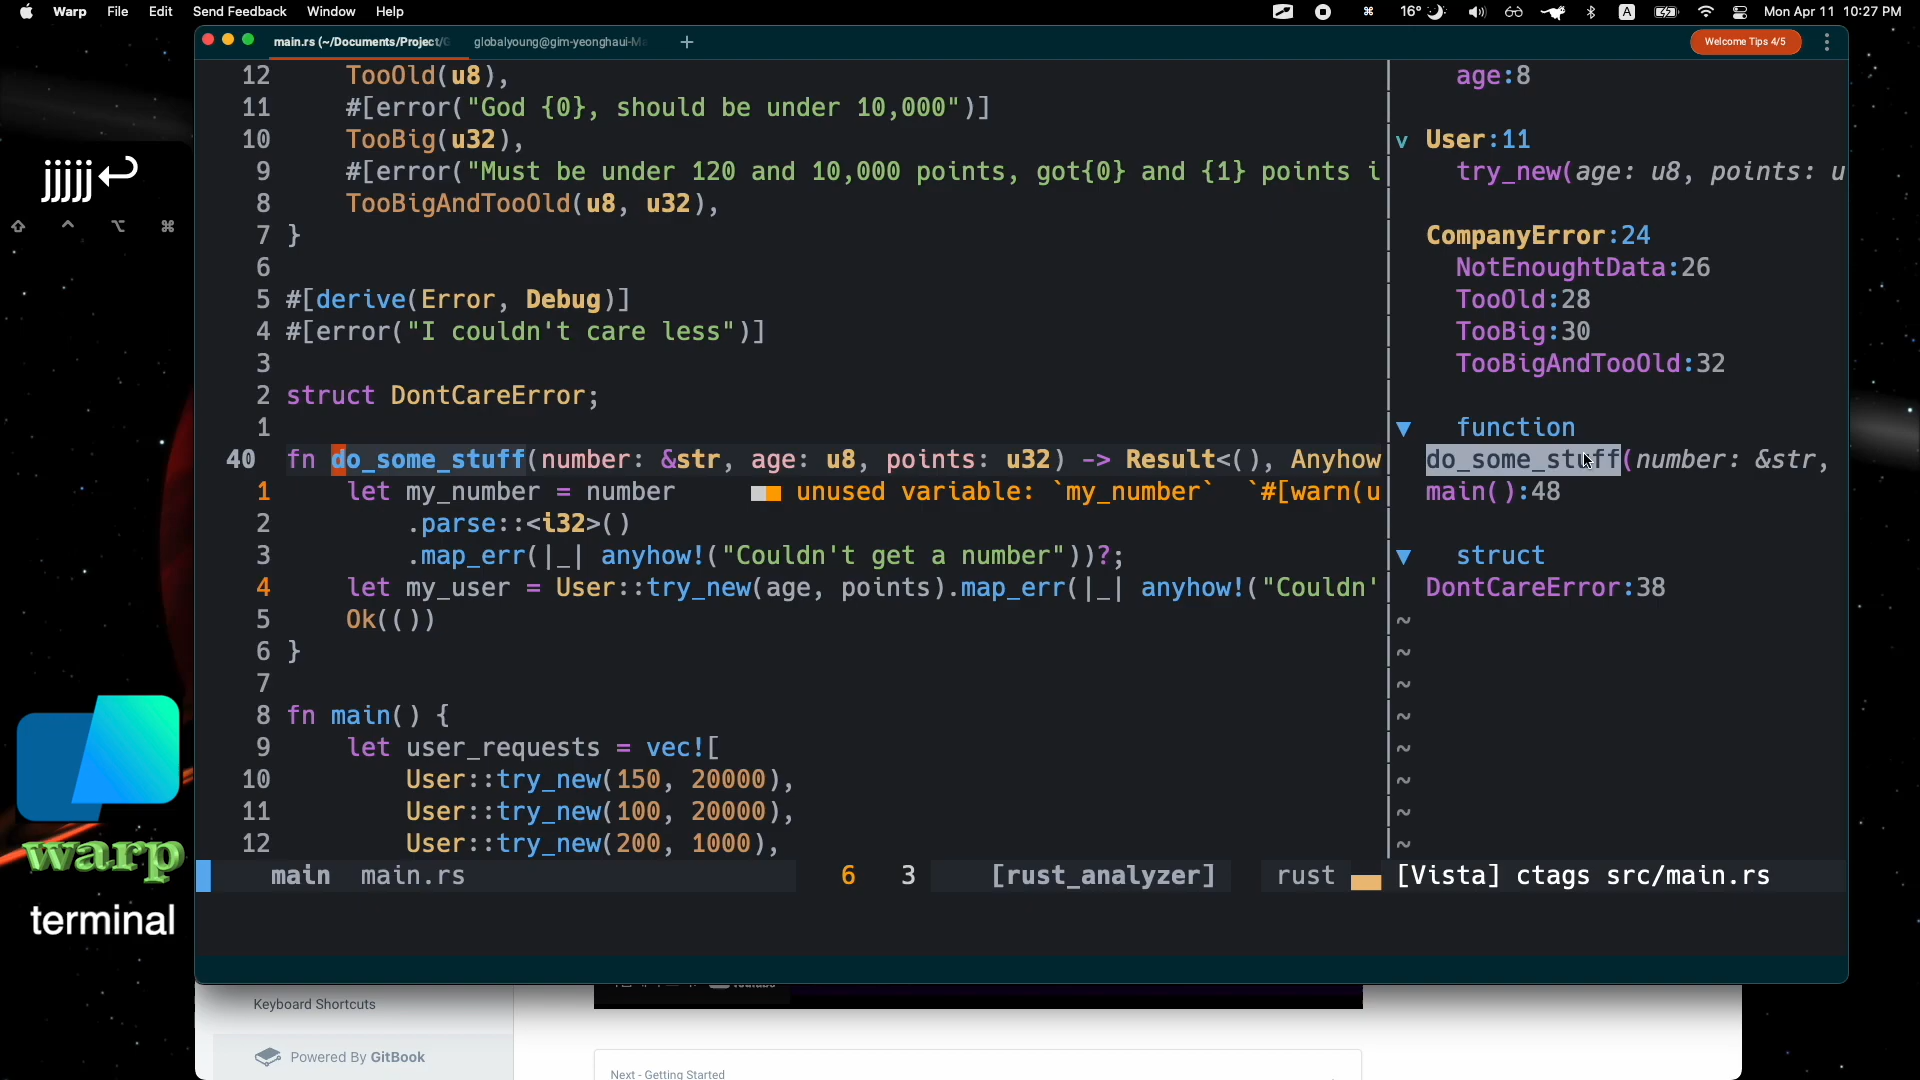 Warp File Edit Send Feedback Window Help
16° A Mon Apr 11 10:27 PM
main.rs (~/Documents/Project/G globalyoung@gim-yeonghaui-Ma + Welcome Tips 4/5
12 TooOld(u8),
11 #[error("God {0}, should be under 10,000")]
10 TooBig(u32),
9 #[error("Must be under 120 and 10,000 points, got{0} and {1} points i
8 TooBigAndTooOld(u8, u32),
7 }
6
5 #[derive(Error, Debug)]
4 #[error("I couldn't care less")]
3
2 struct DontCareError;
1
40 fn do_some_stuff(number: &str, age: u8, points: u32) -> Result<(), Anyhow
1 let my_number = number unused variable: `my_number` `#[warn(u
2 .parse::<i32>()
3 .map_err(|_| anyhow!("Couldn't get a number"))?;
4 let my_user = User::try_new(age, points).map_err(|_| anyhow!("Couldn'
5 Ok(())
6 }
7
8 fn main() {
9 let user_requests = vec![
10 User::try_new(150, 20000),
11 User::try_new(100, 20000),
12 User::try_new(200, 1000),
age:8
v User:11
try_new(age: u8, points: u
CompanyError:24
NotEnoughtData:26
TooOld:28
TooBig:30
TooBigAndTooOld:32
▼ function
do_some_stuff(number: &str,
main():48
▼ struct
DontCareError:38
~
~
~
~
~
~
~
~
main main.rs 6 3 [rust_analyzer] rust [Vista] ctags src/main.rs
jjjjj↩
⇧ ⌃ ⌥ ⌘
warp
terminal
Keyboard Shortcuts
Powered By GitBook
Next - Getting Started